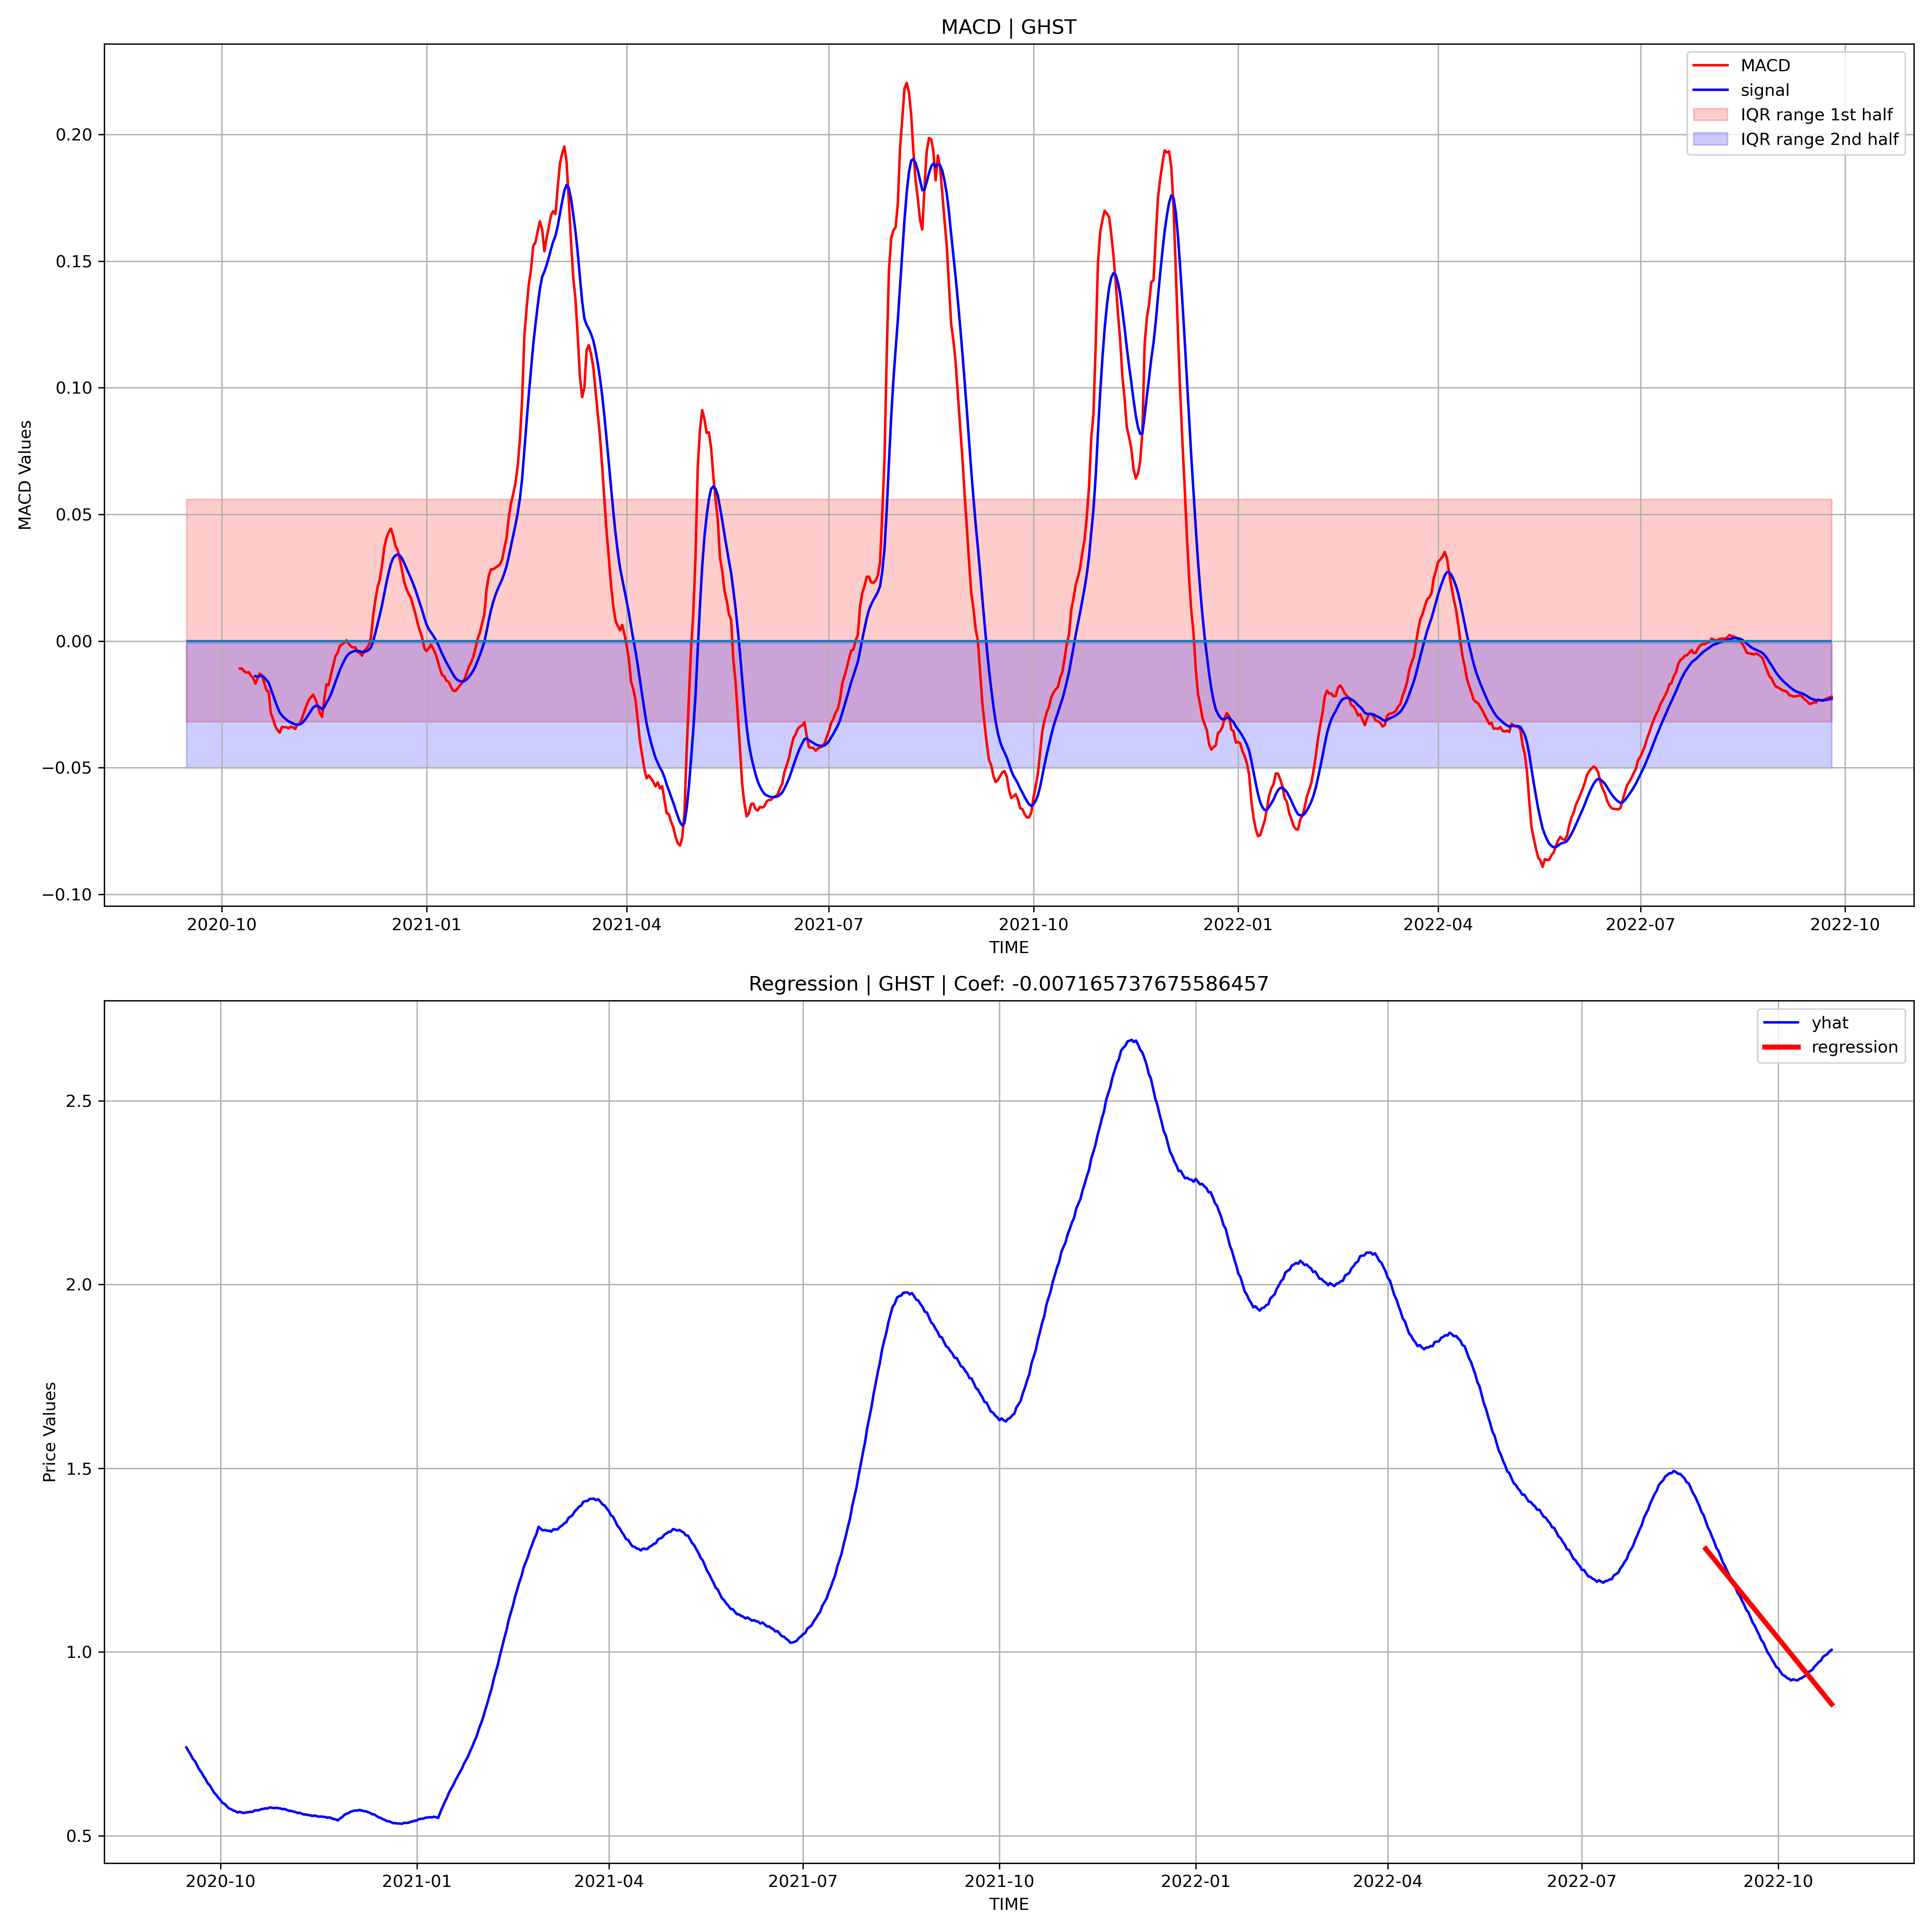 MACD | GHST
MACD
signal
IQR range 1st half
IQR range 2nd half
MACD Values
0.20
0.15
0.10
0.05
0.00
−0.05
−0.10
2020-10 2021-01 2021-04 2021-07 2021-10 2022-01 2022-04 2022-07 2022-10
TIME
Regression | GHST | Coef: -0.007165737675586457
yhat
regression
Price Values
2.5
2.0
1.5
1.0
0.5
2020-10 2021-01 2021-04 2021-07 2021-10 2022-01 2022-04 2022-07 2022-10
TIME